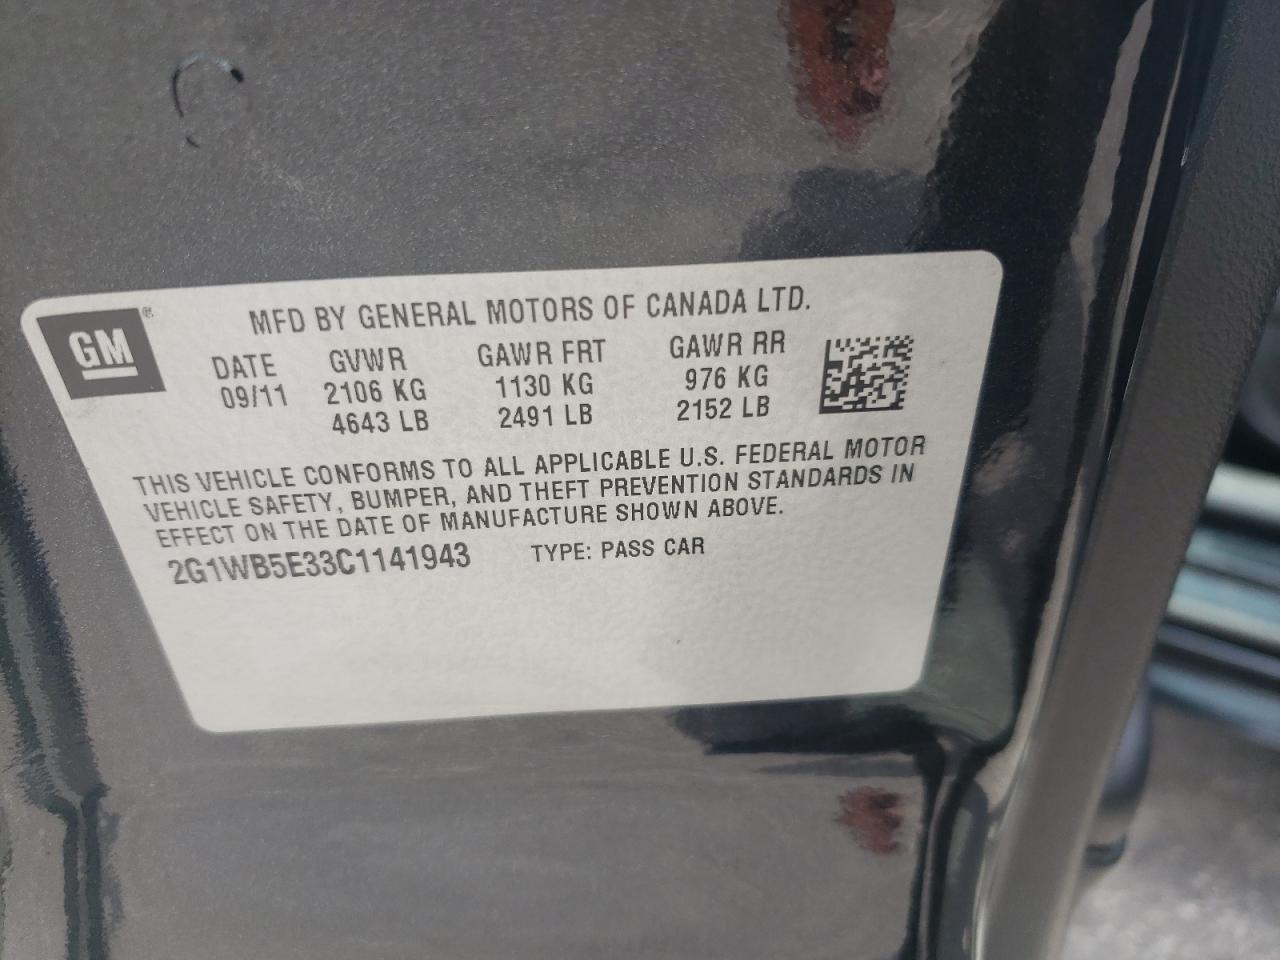 GM ®
MFD BY GENERAL MOTORS OF CANADA LTD.
DATE GVWR GAWR FRT GAWR RR
09/11 2106 KG 1130 KG 976 KG
4643 LB 2491 LB 2152 LB
THIS VEHICLE CONFORMS TO ALL APPLICABLE U.S. FEDERAL MOTOR
VEHICLE SAFETY, BUMPER, AND THEFT PREVENTION STANDARDS IN
EFFECT ON THE DATE OF MANUFACTURE SHOWN ABOVE.
2G1WB5E33C1141943 TYPE: PASS CAR